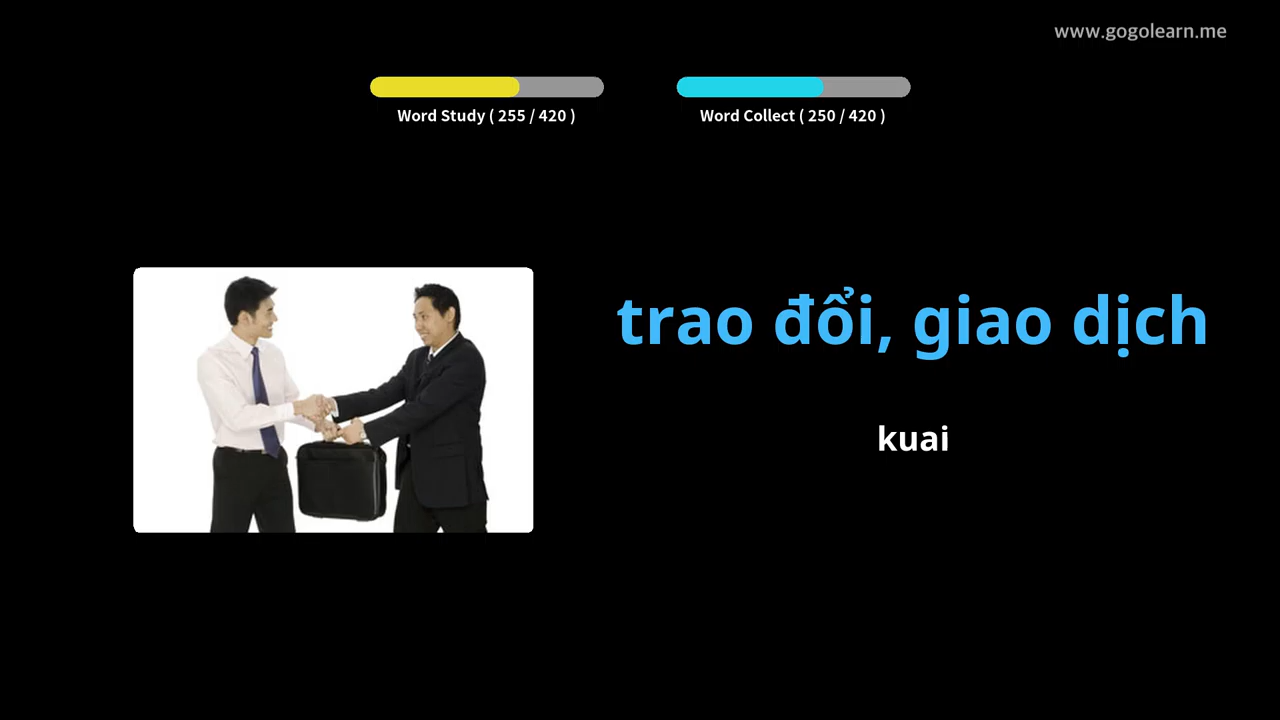 www.gogolearn.me
Word Study ( 255 / 420 )
Word Collect ( 250 / 420 )
trao đổi, giao dịch
kuai